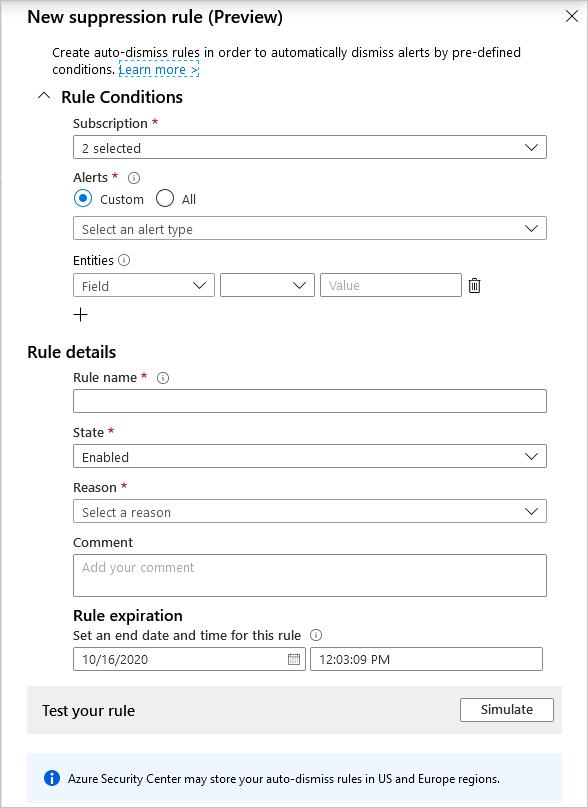 New suppression rule (Preview)
Create auto-dismiss rules in order to automatically dismiss alerts by pre-defined
conditions. Learn more >
Rule Conditions
Subscription *
2 selected
Alerts *
Custom All
Select an alert type
Entities
Field Value
Rule details
Rule name *
State *
Enabled
Reason *
Select a reason
Comment
Add your comment
Rule expiration
Set an end date and time for this rule
10/16/2020 12:03:09 PM
Test your rule Simulate
Azure Security Center may store your auto-dismiss rules in US and Europe regions.